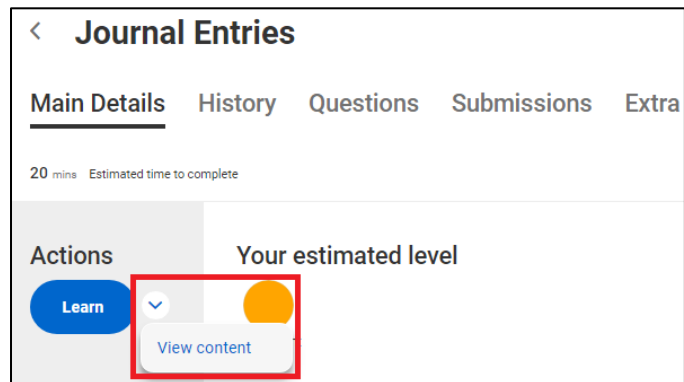 Journal Entries
Main Details History Questions Submissions Extra
20 mins Estimated time to complete
Actions
Your estimated level
Learn
View content